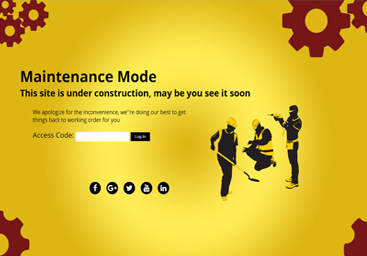 Maintenance Mode
This site is under construction, may be you see it soon
We apologize for the inconvenience, we''re doing our best to get
things back to working order for you
Access Code:
Log In